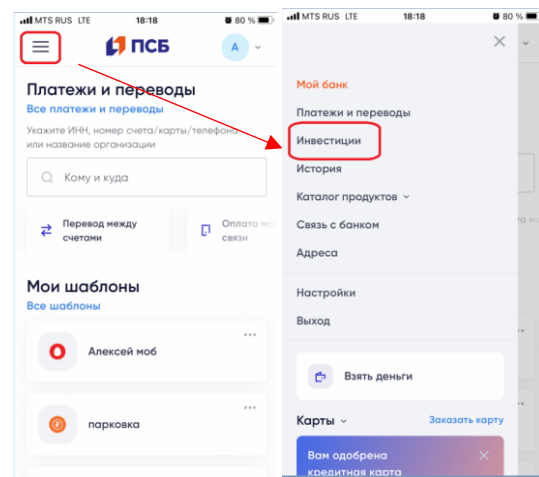 MTS RUS LTE 18:18 80 %
ПСБ
А
Платежи и переводы
Все платежи и переводы
Укажите ИНН, номер счета/карты/телефона
или название организации
Кому и куда
Перевод между
счетами
Оплата
связи
Мои шаблоны
Все шаблоны
Алексей моб
парковка
MTS RUS LTE 18:18 80 %
Мой банк
Платежи и переводы
Инвестиции
История
Каталог продуктов
Связь с банком
Адреса
Настройки
Выход
Взять деньги
Карты
Заказать карту
Вам одобрена
кредитная карта